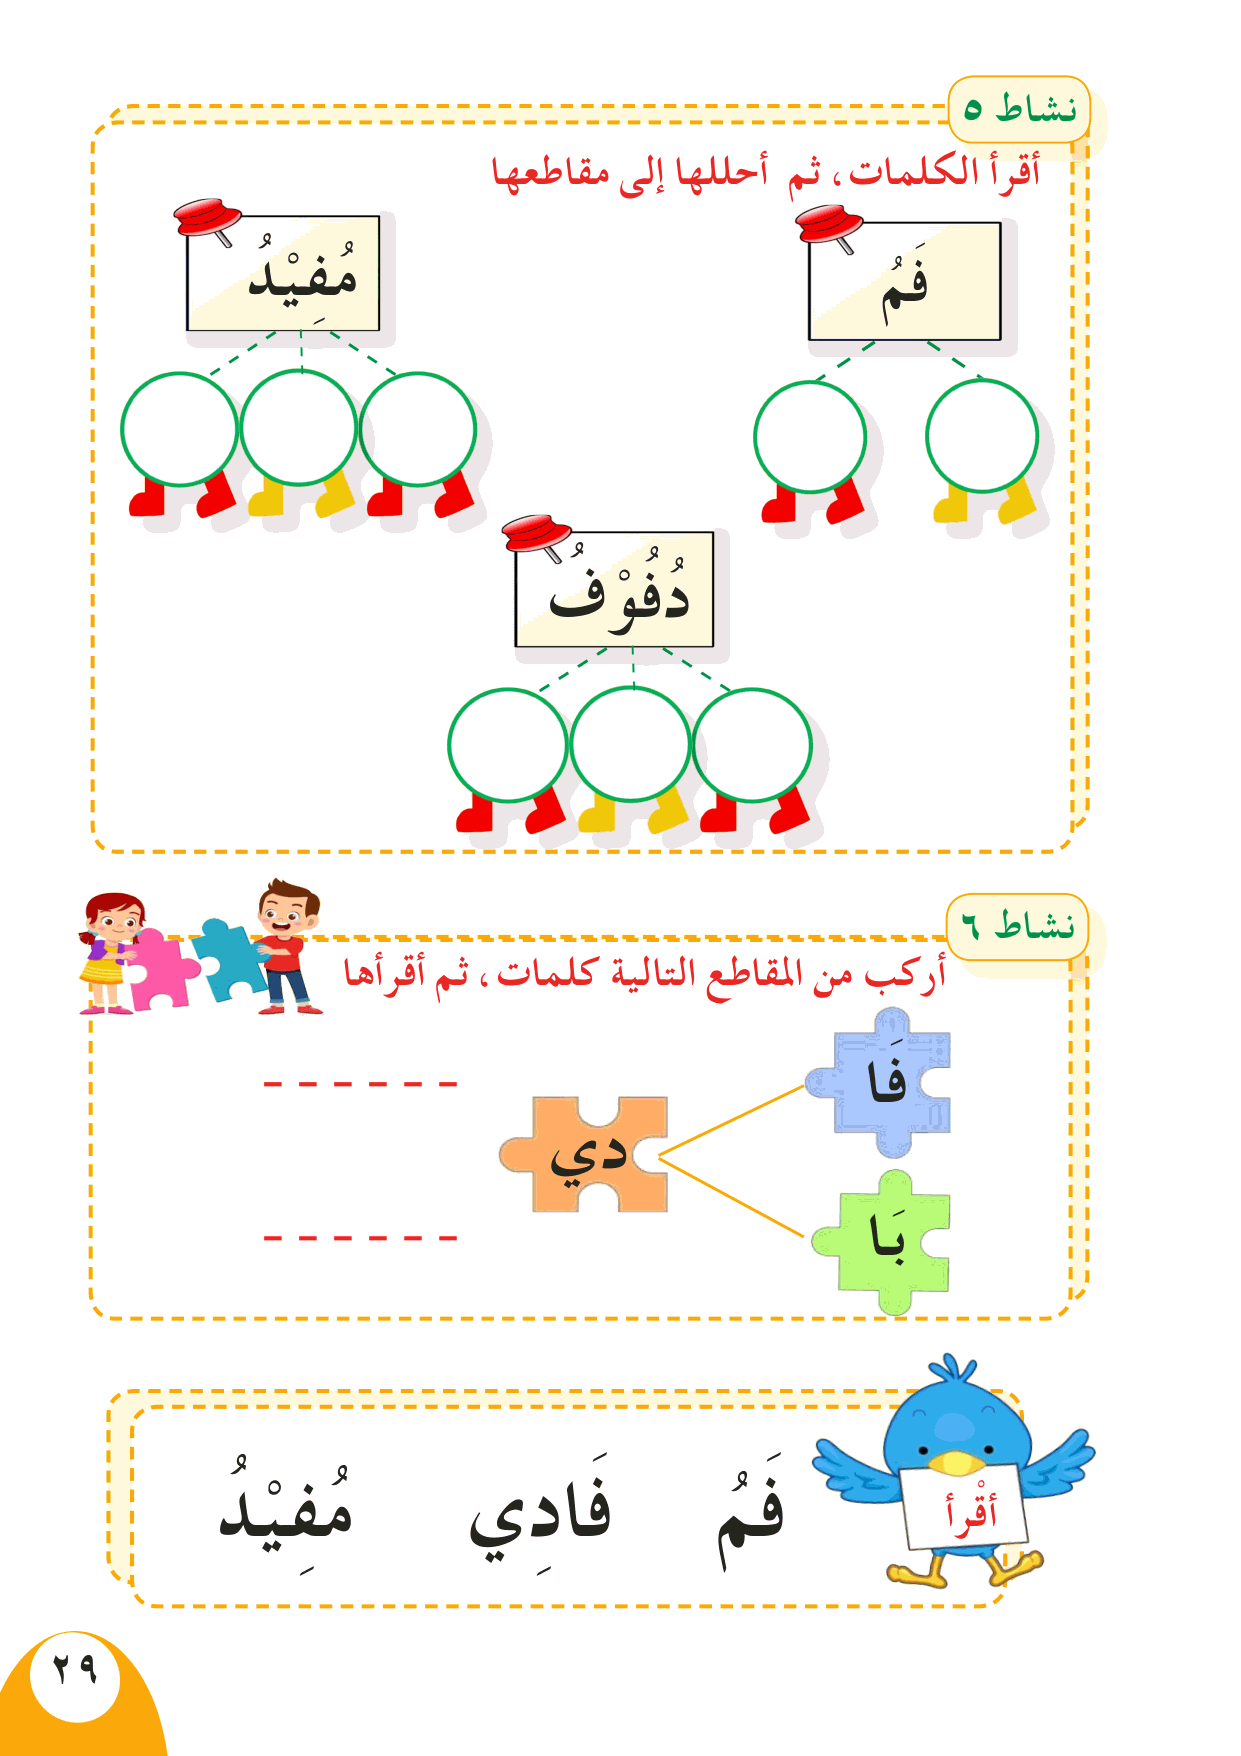 نشاط ٥
أقرأ الكلمات، ثم أحللها إلى مقاطعها
فَمُ
مُفِيْدُ
دُفُوْفُ
نشاط ٦
أركب من المقاطع التالية كلمات، ثم أقرأها
فَا
دي
بَا
أقْرأ
فَمُ فَادِي مُفِيْدُ
٢٩